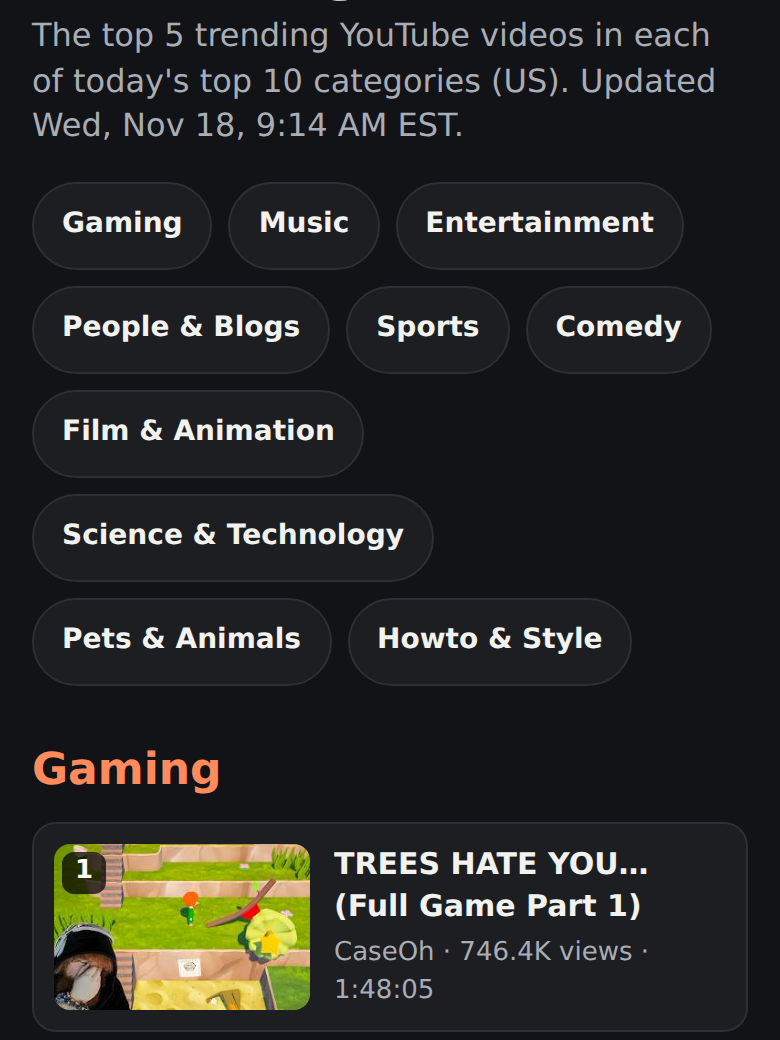 The top 5 trending YouTube videos in each
of today's top 10 categories (US). Updated
Wed, Nov 18, 9:14 AM EST.
Gaming
Music
Entertainment
People & Blogs
Sports
Comedy
Film & Animation
Science & Technology
Pets & Animals
Howto & Style
Gaming
1
TREES HATE YOU...
(Full Game Part 1)
CaseOh · 746.4K views ·
1:48:05